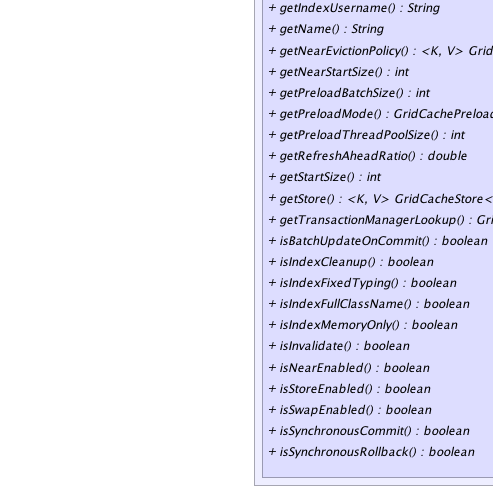 + getIndexUsername() : String
+ getName() : String
+ getNearEvictionPolicy() : <K, V> Grid
+ getNearStartSize() : int
+ getPreloadBatchSize() : int
+ getPreloadMode() : GridCachePreload
+ getPreloadThreadPoolSize() : int
+ getRefreshAheadRatio() : double
+ getStartSize() : int
+ getStore() : <K, V> GridCacheStore<
+ getTransactionManagerLookup() : Gri
+ isBatchUpdateOnCommit() : boolean
+ isIndexCleanup() : boolean
+ isIndexFixedTyping() : boolean
+ isIndexFullClassName() : boolean
+ isIndexMemoryOnly() : boolean
+ isInvalidate() : boolean
+ isNearEnabled() : boolean
+ isStoreEnabled() : boolean
+ isSwapEnabled() : boolean
+ isSynchronousCommit() : boolean
+ isSynchronousRollback() : boolean